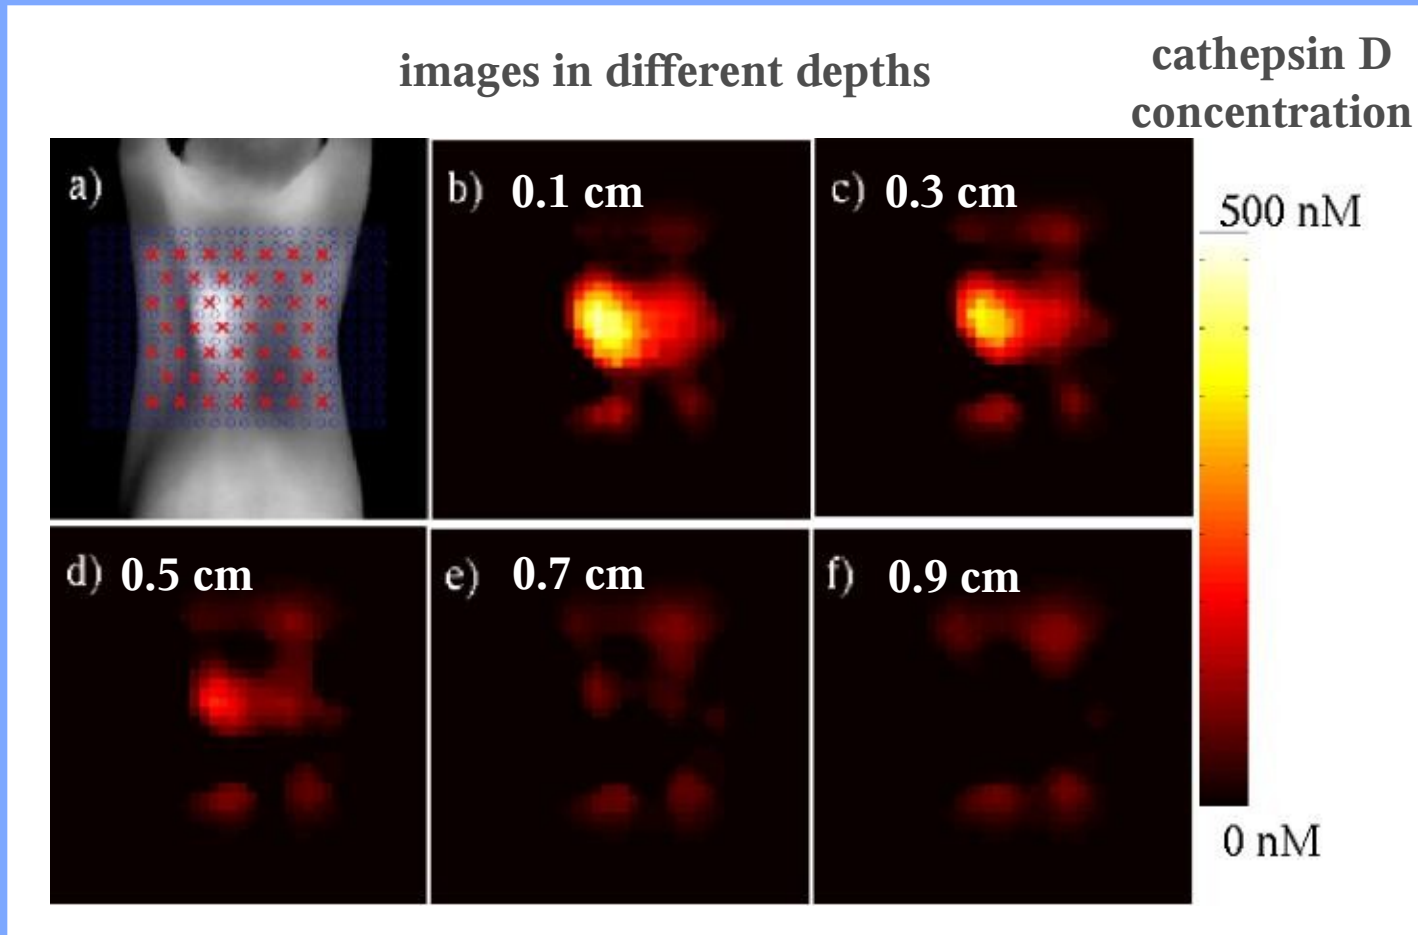 images in different depths
cathepsin D
concentration
a)
b) 0.1 cm
c) 0.3 cm
500 nM
d) 0.5 cm
e) 0.7 cm
f) 0.9 cm
0 nM